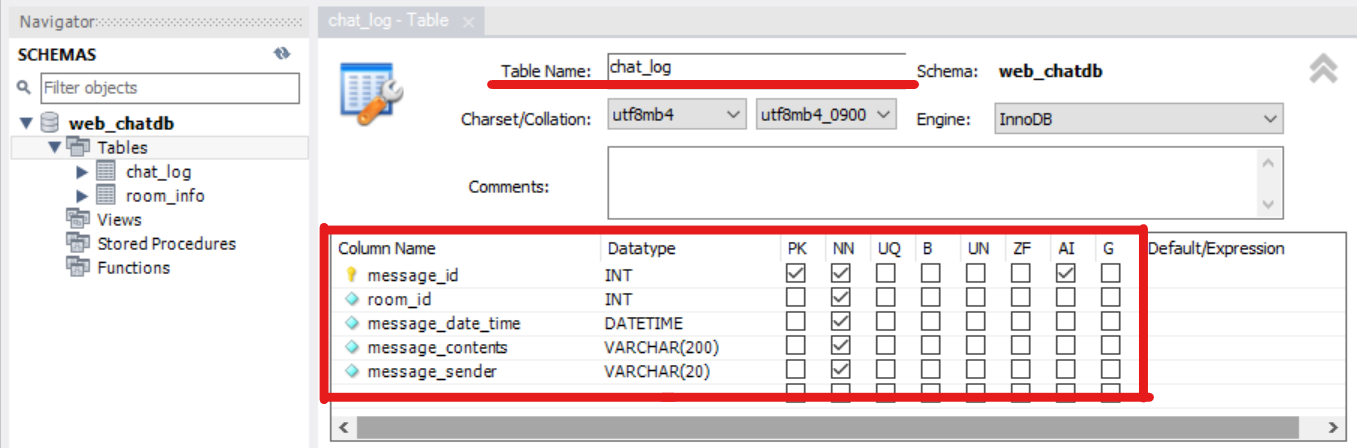 Navigator
SCHEMAS
Filter objects
web_chatdb
Tables
chat_log
room_info
Views
Stored Procedures
Functions
chat_log - Table ×
Table Name: chat_log Schema: web_chatdb
Charset/Collation: utf8mb4 utf8mb4_0900 Engine: InnoDB
Comments:
Column Name Datatype PK NN UQ B UN ZF AI G Default/Expression
message_id INT
room_id INT
message_date_time DATETIME
message_contents VARCHAR(200)
message_sender VARCHAR(20)